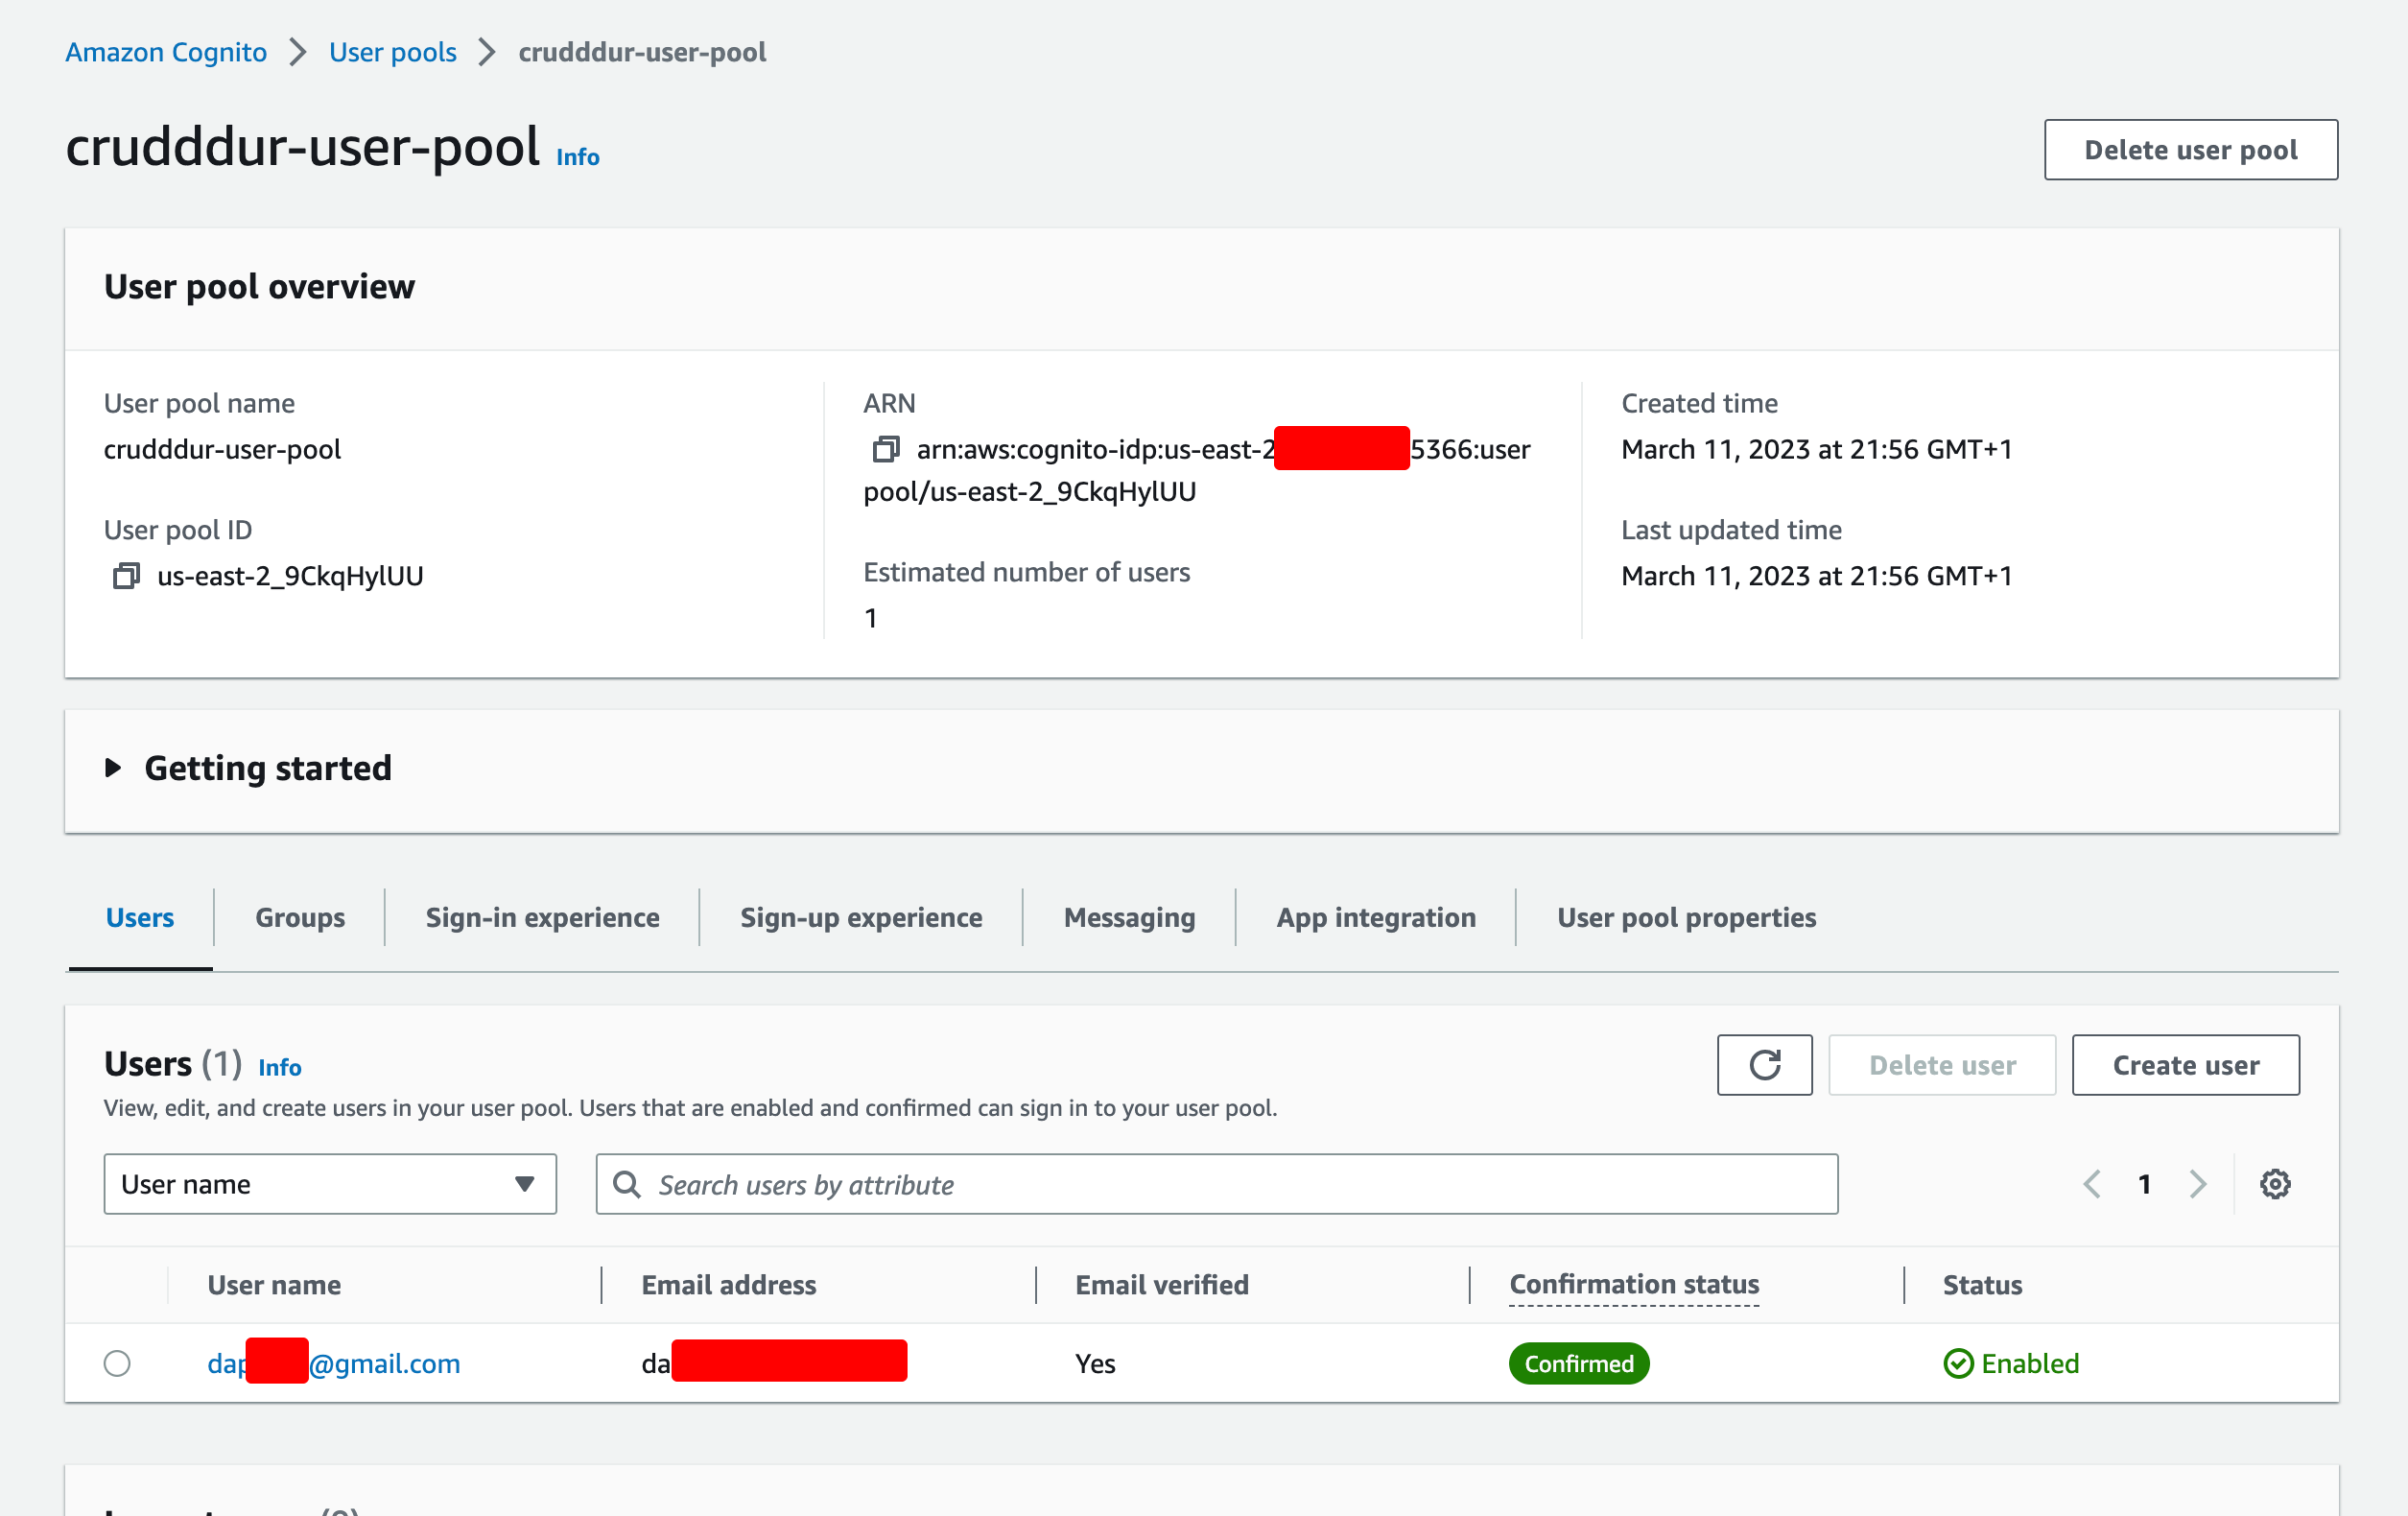 Amazon Cognito > User pools > crudddur-user-pool
crudddur-user-pool Info
Delete user pool
User pool overview
User pool name
crudddur-user-pool
User pool ID
us-east-2_9CkqHylUU
ARN
arn:aws:cognito-idp:us-east-2 5366:user
pool/us-east-2_9CkqHylUU
Estimated number of users
1
Created time
March 11, 2023 at 21:56 GMT+1
Last updated time
March 11, 2023 at 21:56 GMT+1
Getting started
Users Groups Sign-in experience Sign-up experience Messaging App integration User pool properties
Users (1) Info
Delete user
Create user
View, edit, and create users in your user pool. Users that are enabled and confirmed can sign in to your user pool.
User name
Search users by attribute
1
User name Email address Email verified Confirmation status Status
dap @gmail.com da Yes Confirmed Enabled